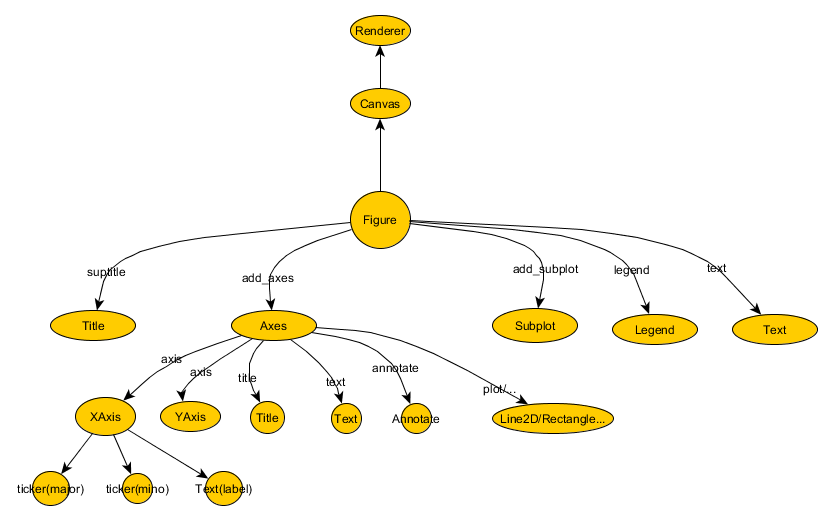 Renderer
Canvas
Figure
suptitle
add_axes
add_subplot
legend
text
Title
Axes
Subplot
Legend
Text
axis
axis
title
text
annotate
plot/...
XAxis
YAxis
Title
Text
Annotate
Line2D/Rectangle...
ticker(major)
ticker(mino)
Text(label)